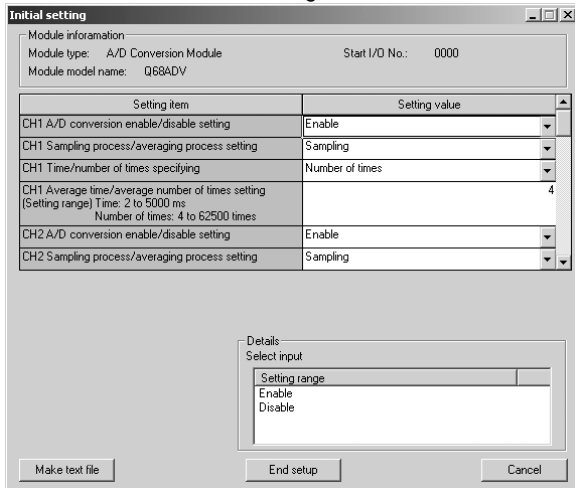 Initial setting
Module inforamation
Module type: A/D Conversion Module Start I/O No.: 0000
Module model name: Q68ADV
Setting item Setting value
CH1 A/D conversion enable/disable setting Enable
CH1 Sampling process/averaging process setting Sampling
CH1 Time/number of times specifying Number of times
CH1 Average time/average number of times setting 4
(Setting range) Time: 2 to 5000 ms
Number of times: 4 to 62500 times
CH2 A/D conversion enable/disable setting Enable
CH2 Sampling process/averaging process setting Sampling
Details
Select input
Setting range
Enable
Disable
Make text file End setup Cancel